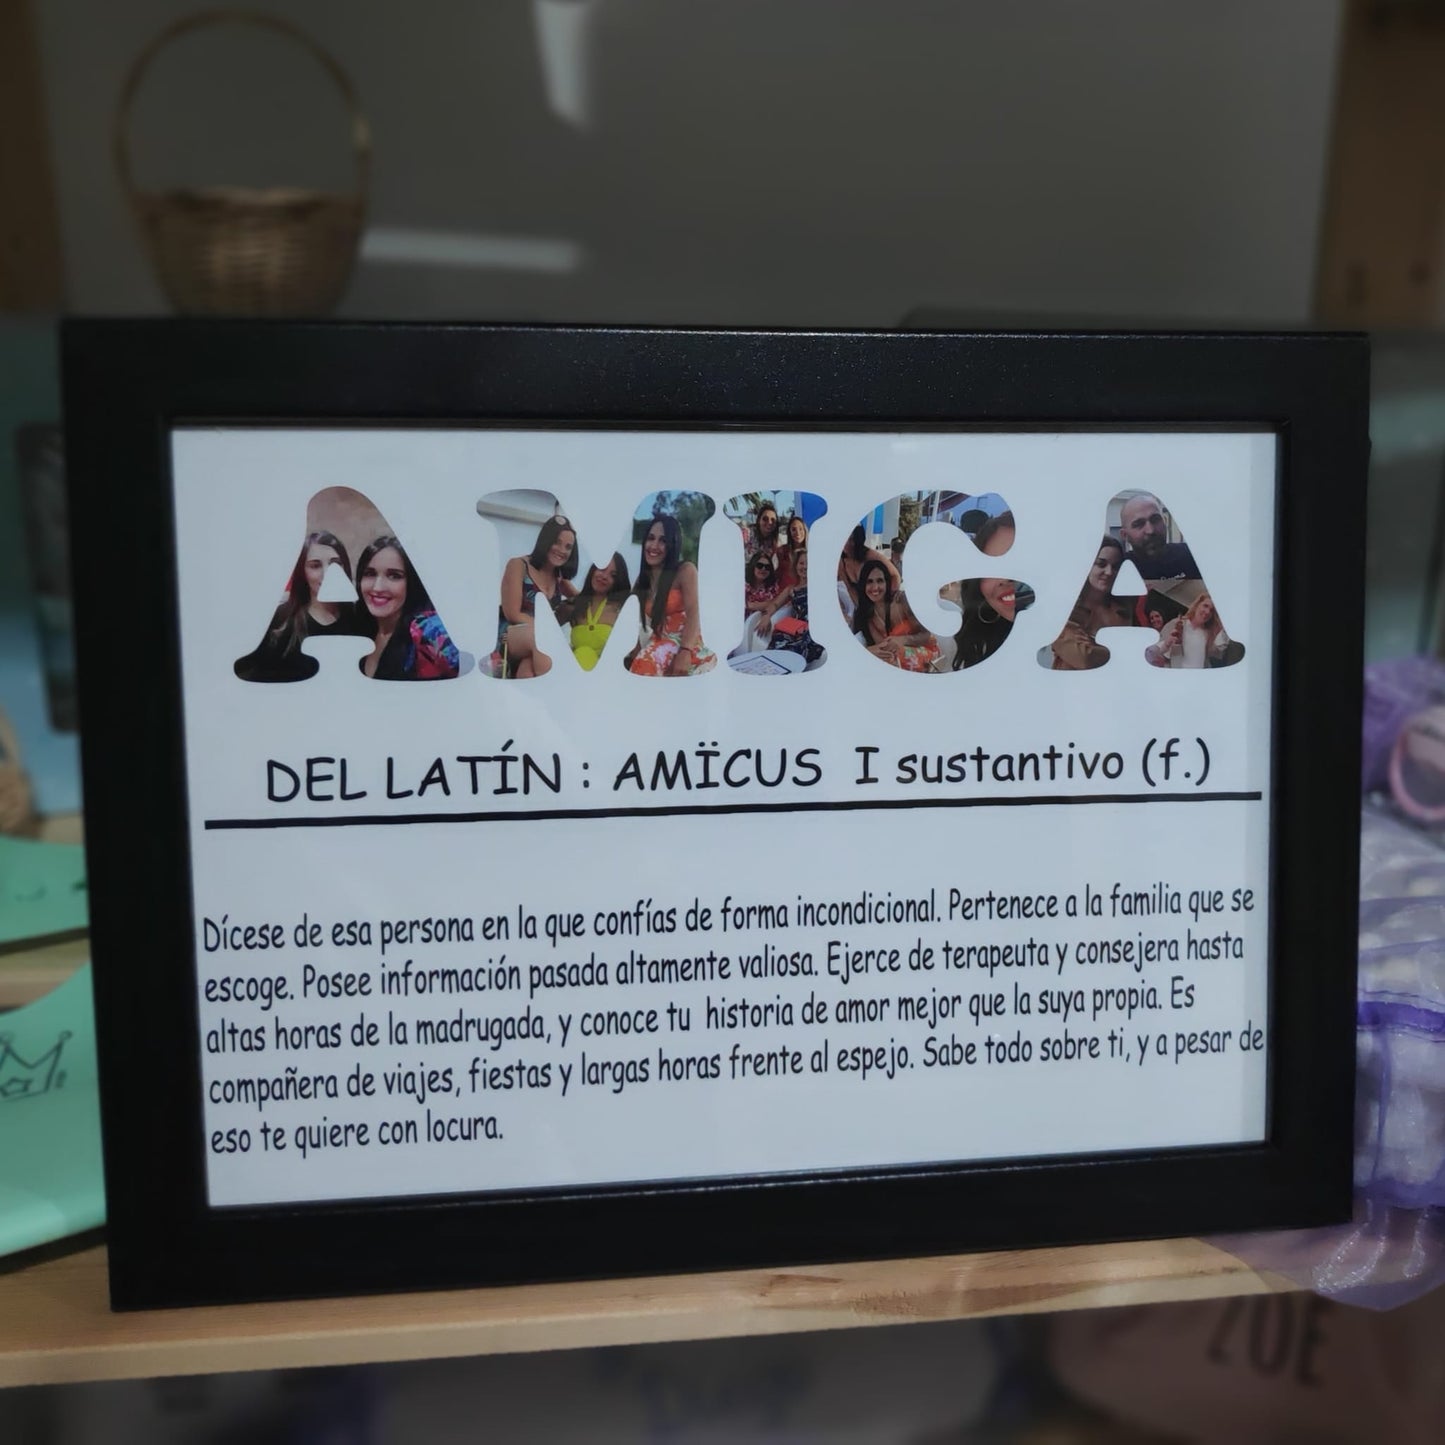 AMIGA
DEL LATÍN : AMÏCUS I sustantivo (f.)
Dícese de esa persona en la que confías de forma incondicional. Pertenece a la familia que se
escoge. Posee información pasada altamente valiosa. Ejerce de terapeuta y consejera hasta
altas horas de la madrugada, y conoce tu historia de amor mejor que la suya propia. Es
compañera de viajes, fiestas y largas horas frente al espejo. Sabe todo sobre ti, y a pesar de
eso te quiere con locura.
ZOE